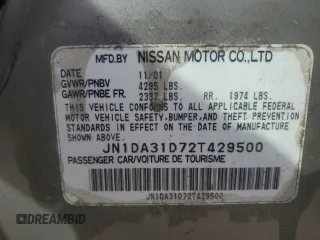 MFD.BY NISSAN MOTOR CO.,LTD
DATE 11/01
GVWR/PNBV 4295 LBS.
GAWR/PNBE FR. 2337 LBS. RR. 1974 LBS.
THIS VEHICLE CONFORMS TO ALL APPLICABLE FEDERAL
MOTOR VEHICLE SAFETY,BUMPER,AND THEFT
STANDARDS IN EFFECT ON THE DATE OF MANUFACTURE
SHOWN ABOVE.
JN1DA31D72T429500
PASSENGER CAR/VOITURE DE TOURISME
JN1DA31D72T429500
DREAMBID